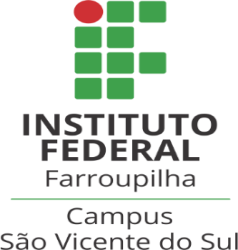 INSTITUTO
FEDERAL
Farroupilha
Campus
São Vicente do Sul